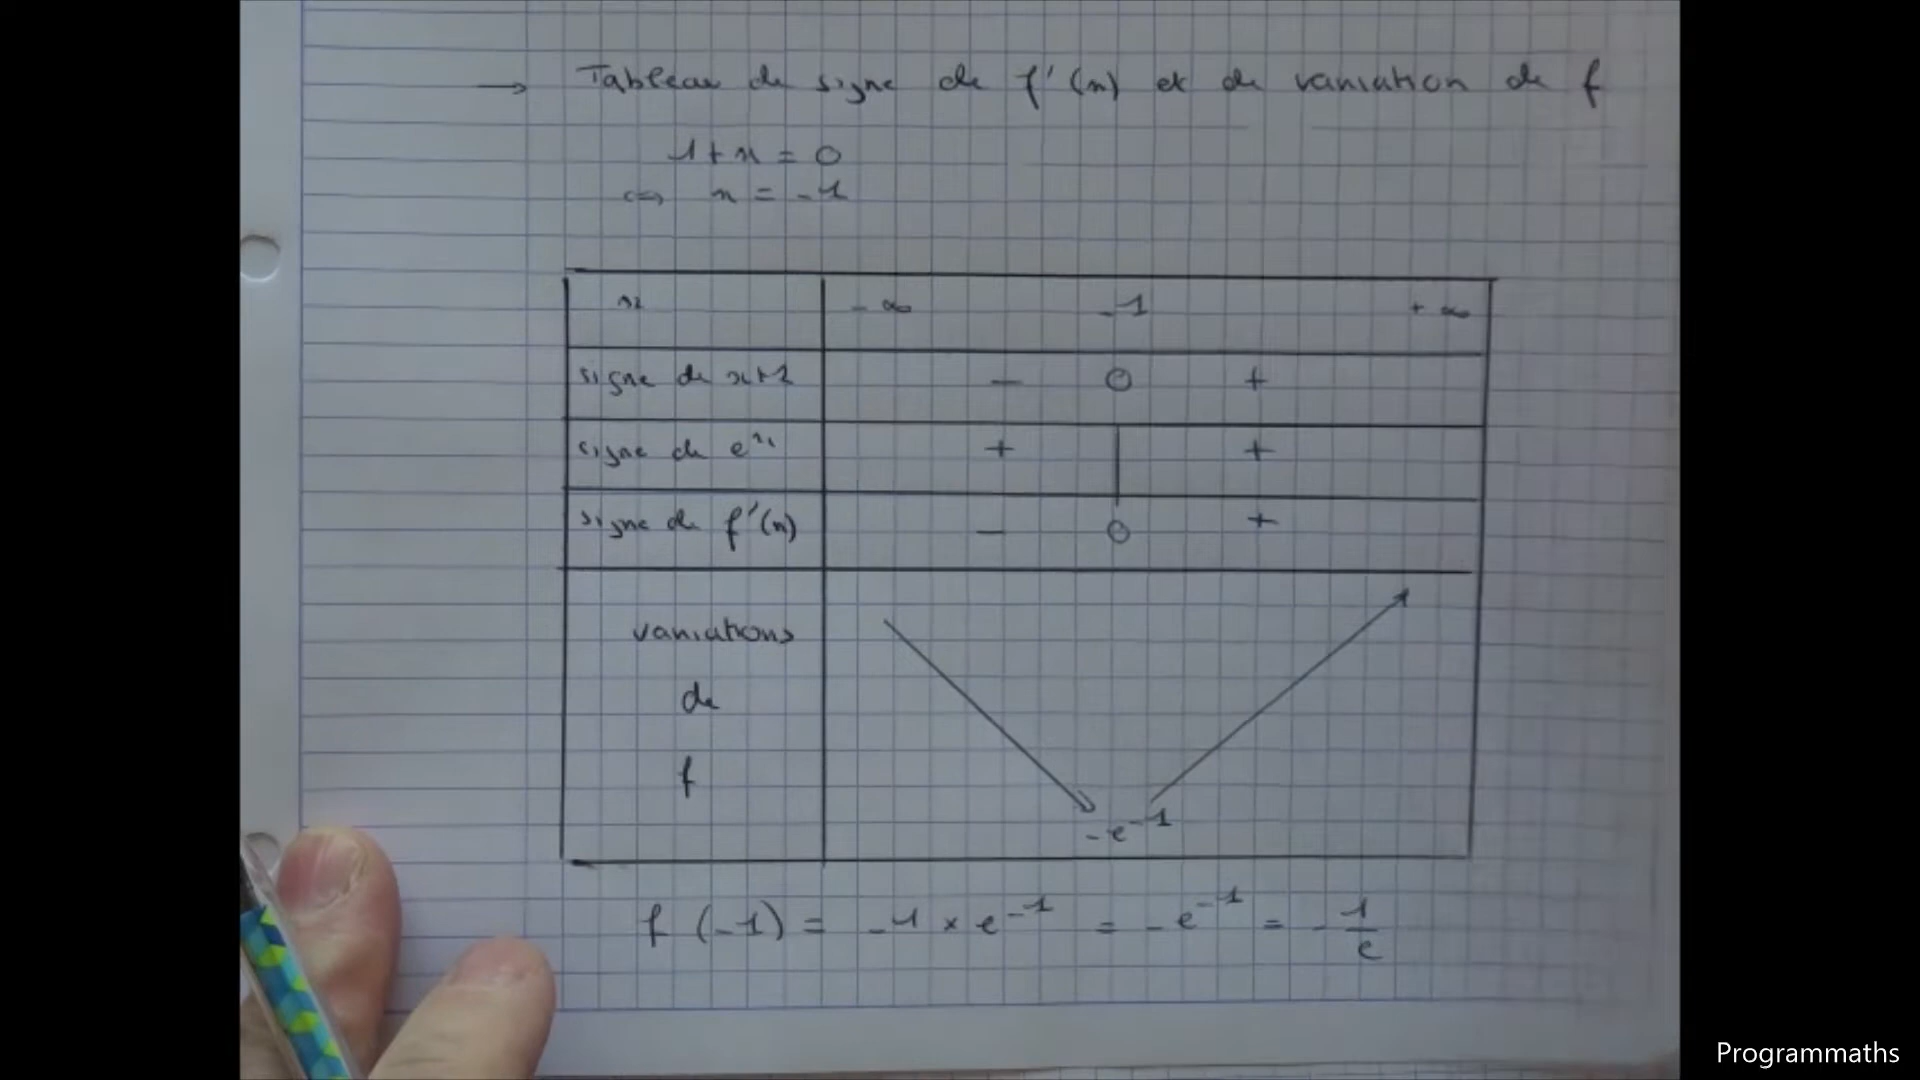 → Tableau de signe de f'(x) et de variation de f
1 + x = 0
⇔ x = -1
x -∞ -1 +∞
signe de x+1 - 0 +
signe de eˣ + | +
signe de f'(x) - 0 +
variations
de
f
-e⁻¹
f (-1) = -1 × e⁻¹ = -e⁻¹ = - 1/e
Programmaths